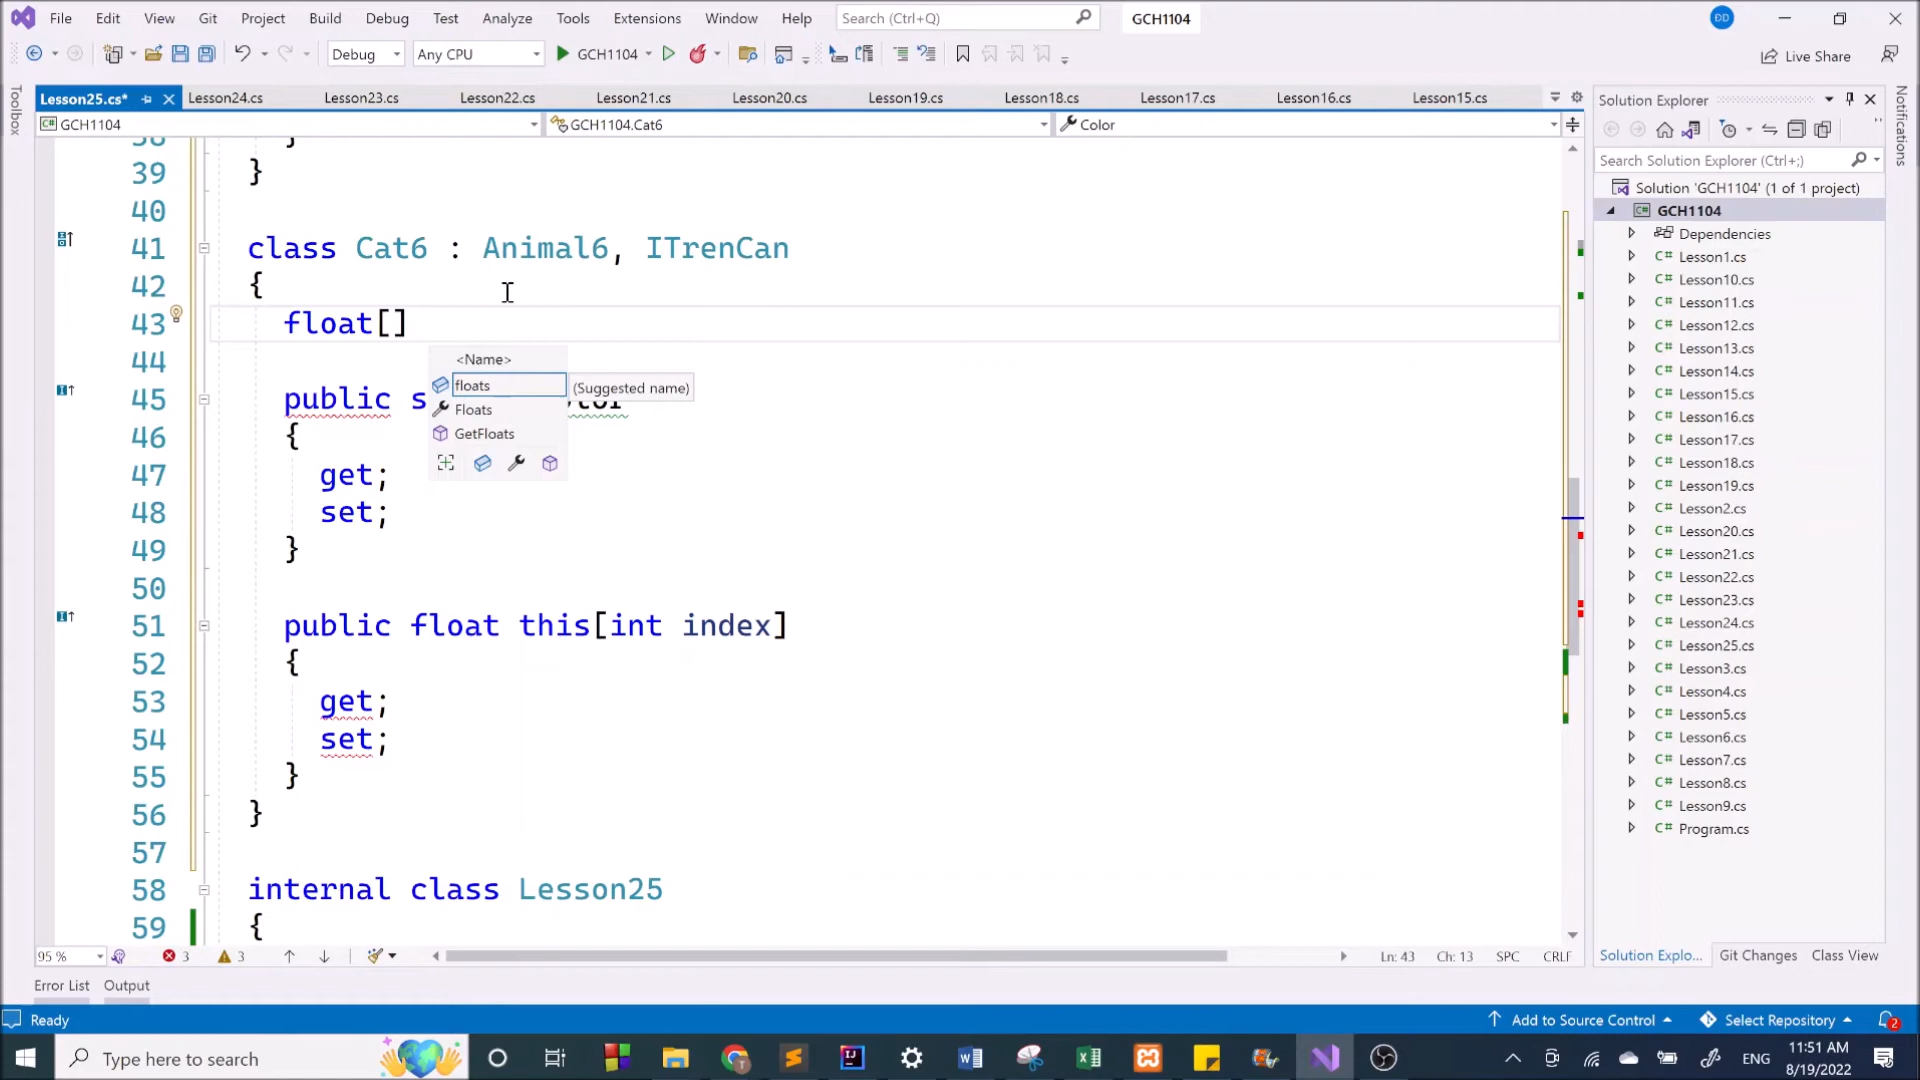 File Edit View Git Project Build Debug Test Analyze Tools Extensions Window Help Search (Ctrl+Q) GCH1104 ĐD
Debug Any CPU GCH1104 Live Share
Toolbox
Lesson25.cs* Lesson24.cs Lesson23.cs Lesson22.cs Lesson21.cs Lesson20.cs Lesson19.cs Lesson18.cs Lesson17.cs Lesson16.cs Lesson15.cs
GCH1104 GCH1104.Cat6 Color
38 }
39 }
40
41 class Cat6 : Animal6, ITrenCan
42 {
43 float[]
44
<Name>
floats (Suggested name)
Floats
GetFloats
45 public s
46 {
47 get;
48 set;
49 }
50
51 public float this[int index]
52 {
53 get;
54 set;
55 }
56 }
57
58 internal class Lesson25
59 {
95 % 3 3 Ln: 43 Ch: 13 SPC CRLF
Solution Explorer
Search Solution Explorer (Ctrl+;)
Solution 'GCH1104' (1 of 1 project)
C# GCH1104
Dependencies
C# Lesson1.cs
C# Lesson10.cs
C# Lesson11.cs
C# Lesson12.cs
C# Lesson13.cs
C# Lesson14.cs
C# Lesson15.cs
C# Lesson16.cs
C# Lesson17.cs
C# Lesson18.cs
C# Lesson19.cs
C# Lesson2.cs
C# Lesson20.cs
C# Lesson21.cs
C# Lesson22.cs
C# Lesson23.cs
C# Lesson24.cs
C# Lesson25.cs
C# Lesson3.cs
C# Lesson4.cs
C# Lesson5.cs
C# Lesson6.cs
C# Lesson7.cs
C# Lesson8.cs
C# Lesson9.cs
C# Program.cs
Solution Explo... Git Changes Class View
Notifications
Error List Output
Ready Add to Source Control Select Repository 2
Type here to search ENG 11:51 AM
8/19/2022